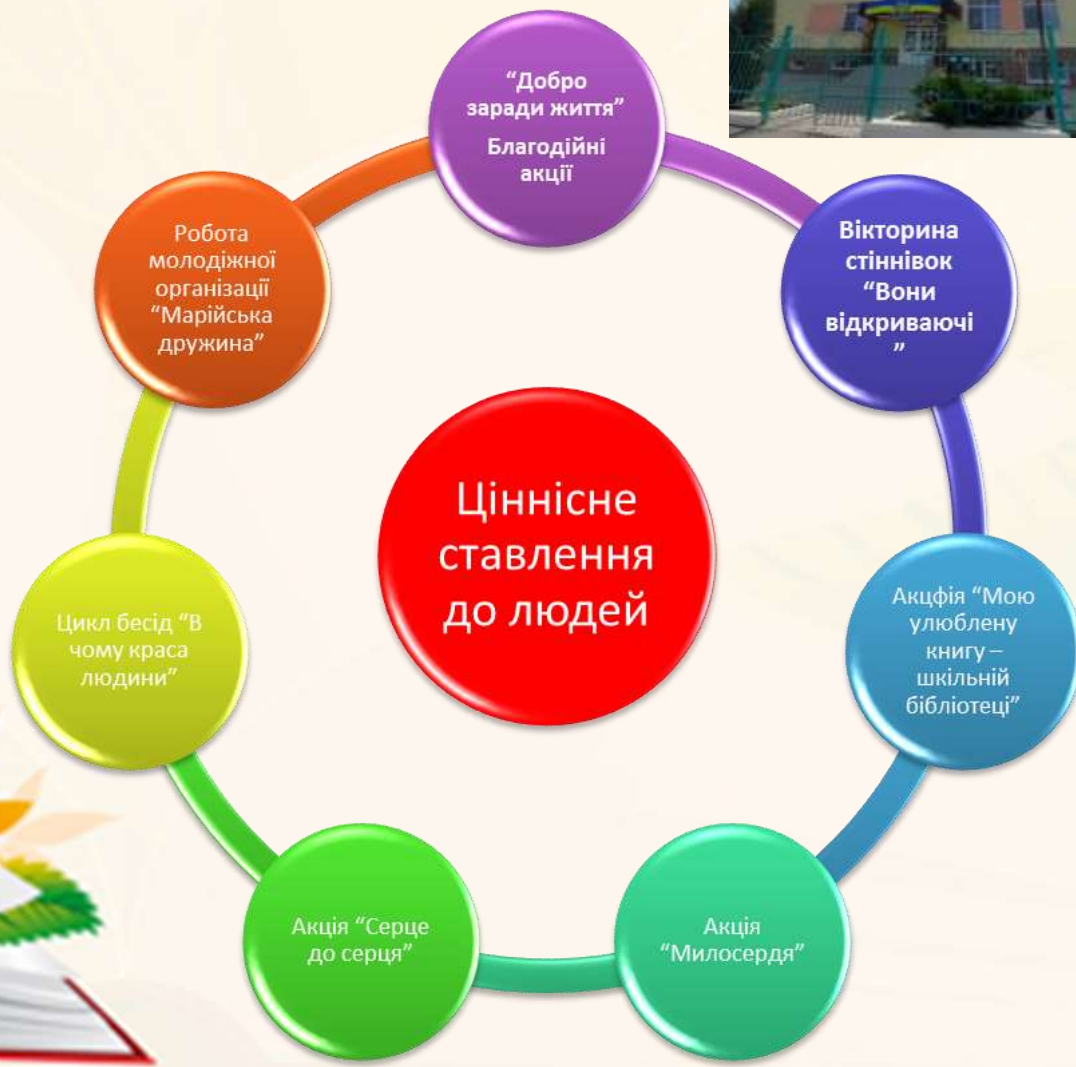 “Добро
заради життя”
Благодійні
акції
Вікторина
стіннівок
“Вони
відкриваючі
”
Акцфія “Мою
улюблену
книгу –
шкільній
бібліотеці”
Акція
“Милосердя”
Акція “Серце
до серця”
Цикл бесід “В
чому краса
людини”
Робота
молодіжної
організації
“Марійська
дружина”
Ціннісне
ставлення
до людей